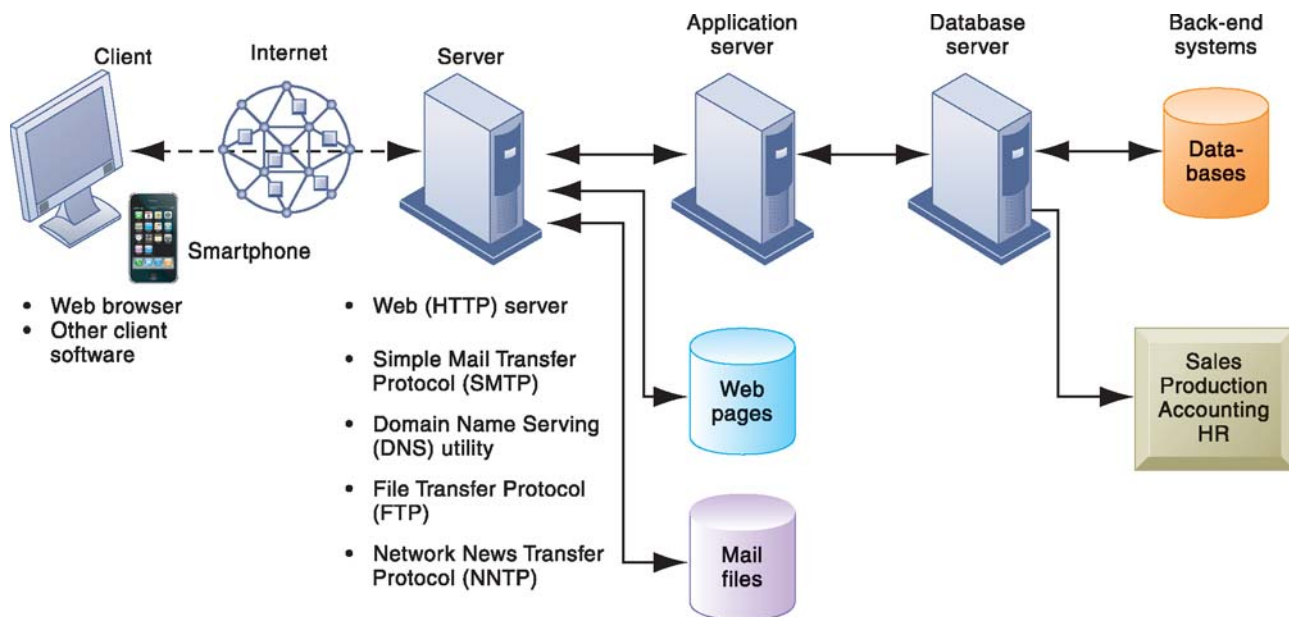 Client
Internet
Server
Application
server
Database
server
Back-end
systems
Data-
bases
Smartphone
• Web browser
• Other client
software
• Web (HTTP) server
• Simple Mail Transfer
Protocol (SMTP)
• Domain Name Serving
(DNS) utility
• File Transfer Protocol
(FTP)
• Network News Transfer
Protocol (NNTP)
Web
pages
Mail
files
Sales
Production
Accounting
HR